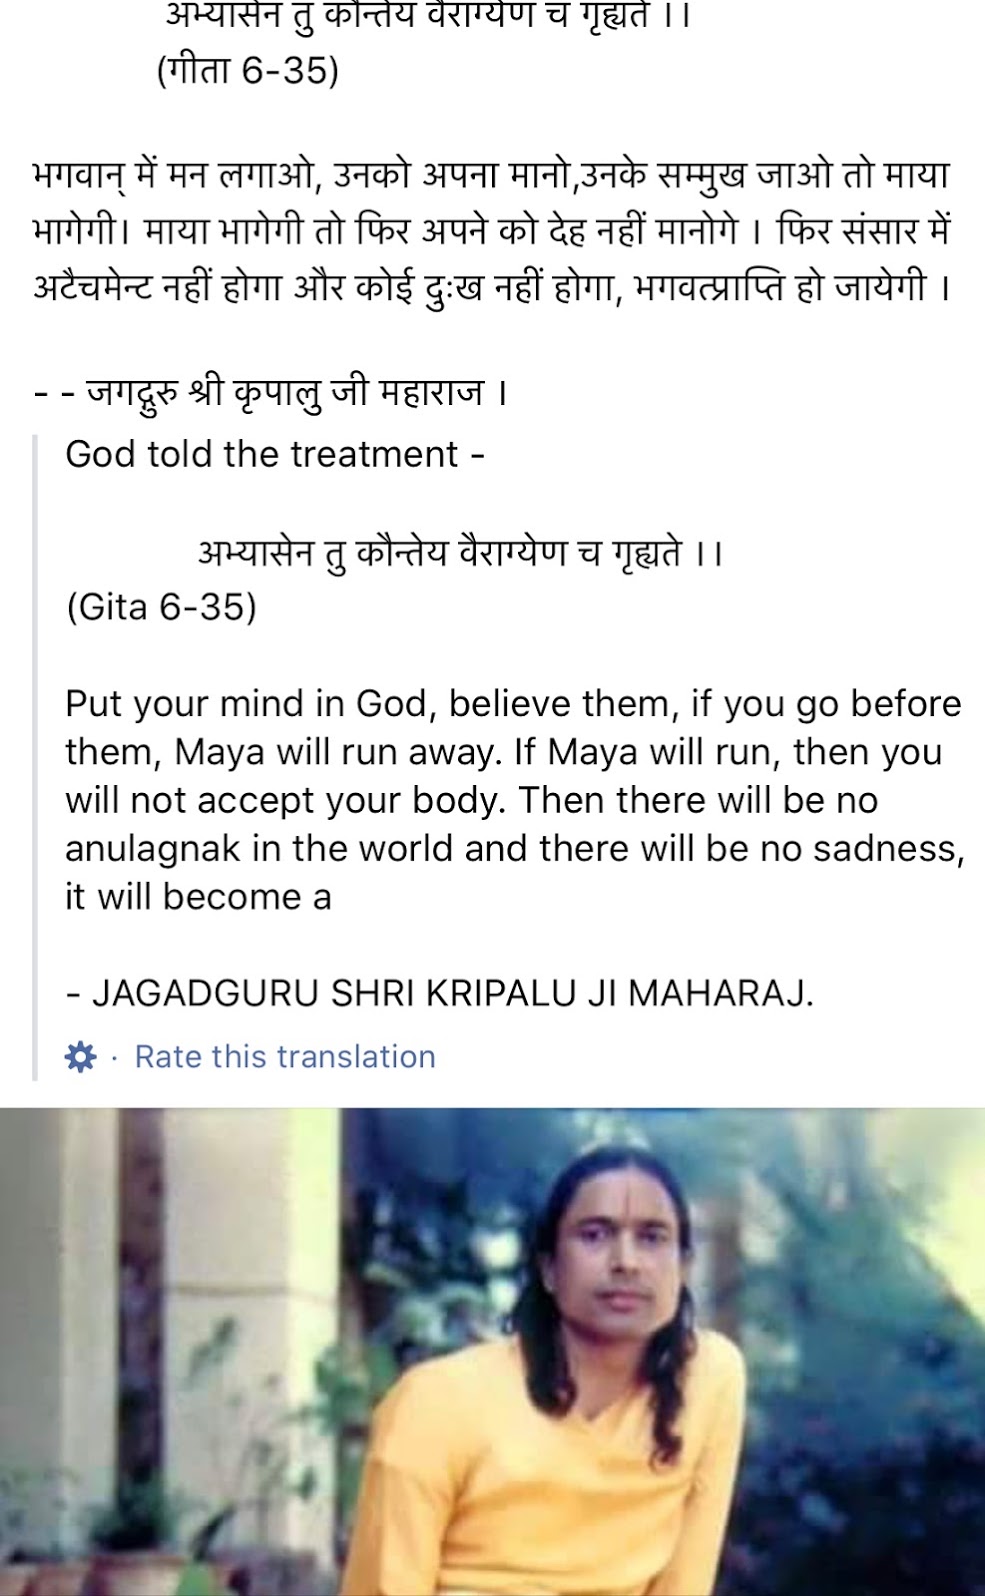 अभ्यासेन तु कौन्तेय वैराग्येण च गृह्यते ।।
(गीता 6-35)
भगवान् में मन लगाओ, उनको अपना मानो,उनके सम्मुख जाओ तो माया
भागेगी। माया भागेगी तो फिर अपने को देह नहीं मानोगे । फिर संसार में
अटैचमेन्ट नहीं होगा और कोई दुःख नहीं होगा, भगवत्प्राप्ति हो जायेगी ।
- - जगद्गुरु श्री कृपालु जी महाराज ।
God told the treatment -
अभ्यासेन तु कौन्तेय वैराग्येण च गृह्यते ।।
(Gita 6-35)
Put your mind in God, believe them, if you go before
them, Maya will run away. If Maya will run, then you
will not accept your body. Then there will be no
anulagnak in the world and there will be no sadness,
it will become a
- JAGADGURU SHRI KRIPALU JI MAHARAJ.
· Rate this translation